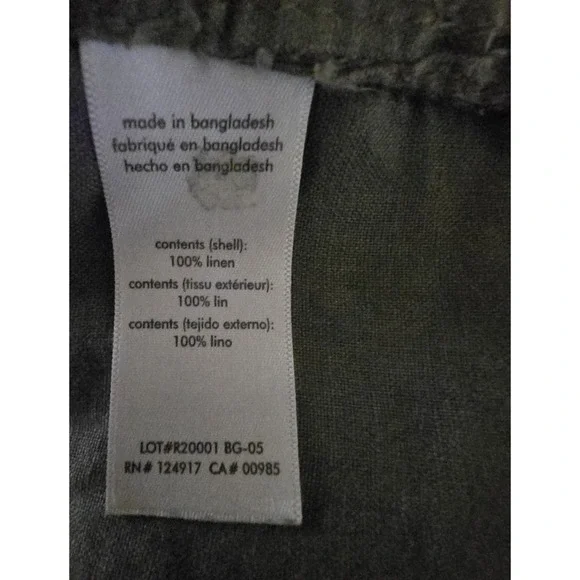 made in bangladesh
fabriqué en bangladesh
hecho en bangladesh
contents (shell):
100% linen
contents (tissu extérieur):
100% lin
contents (tejido externo):
100% lino
LOT#R20001 BG-05
RN# 124917 CA# 00985